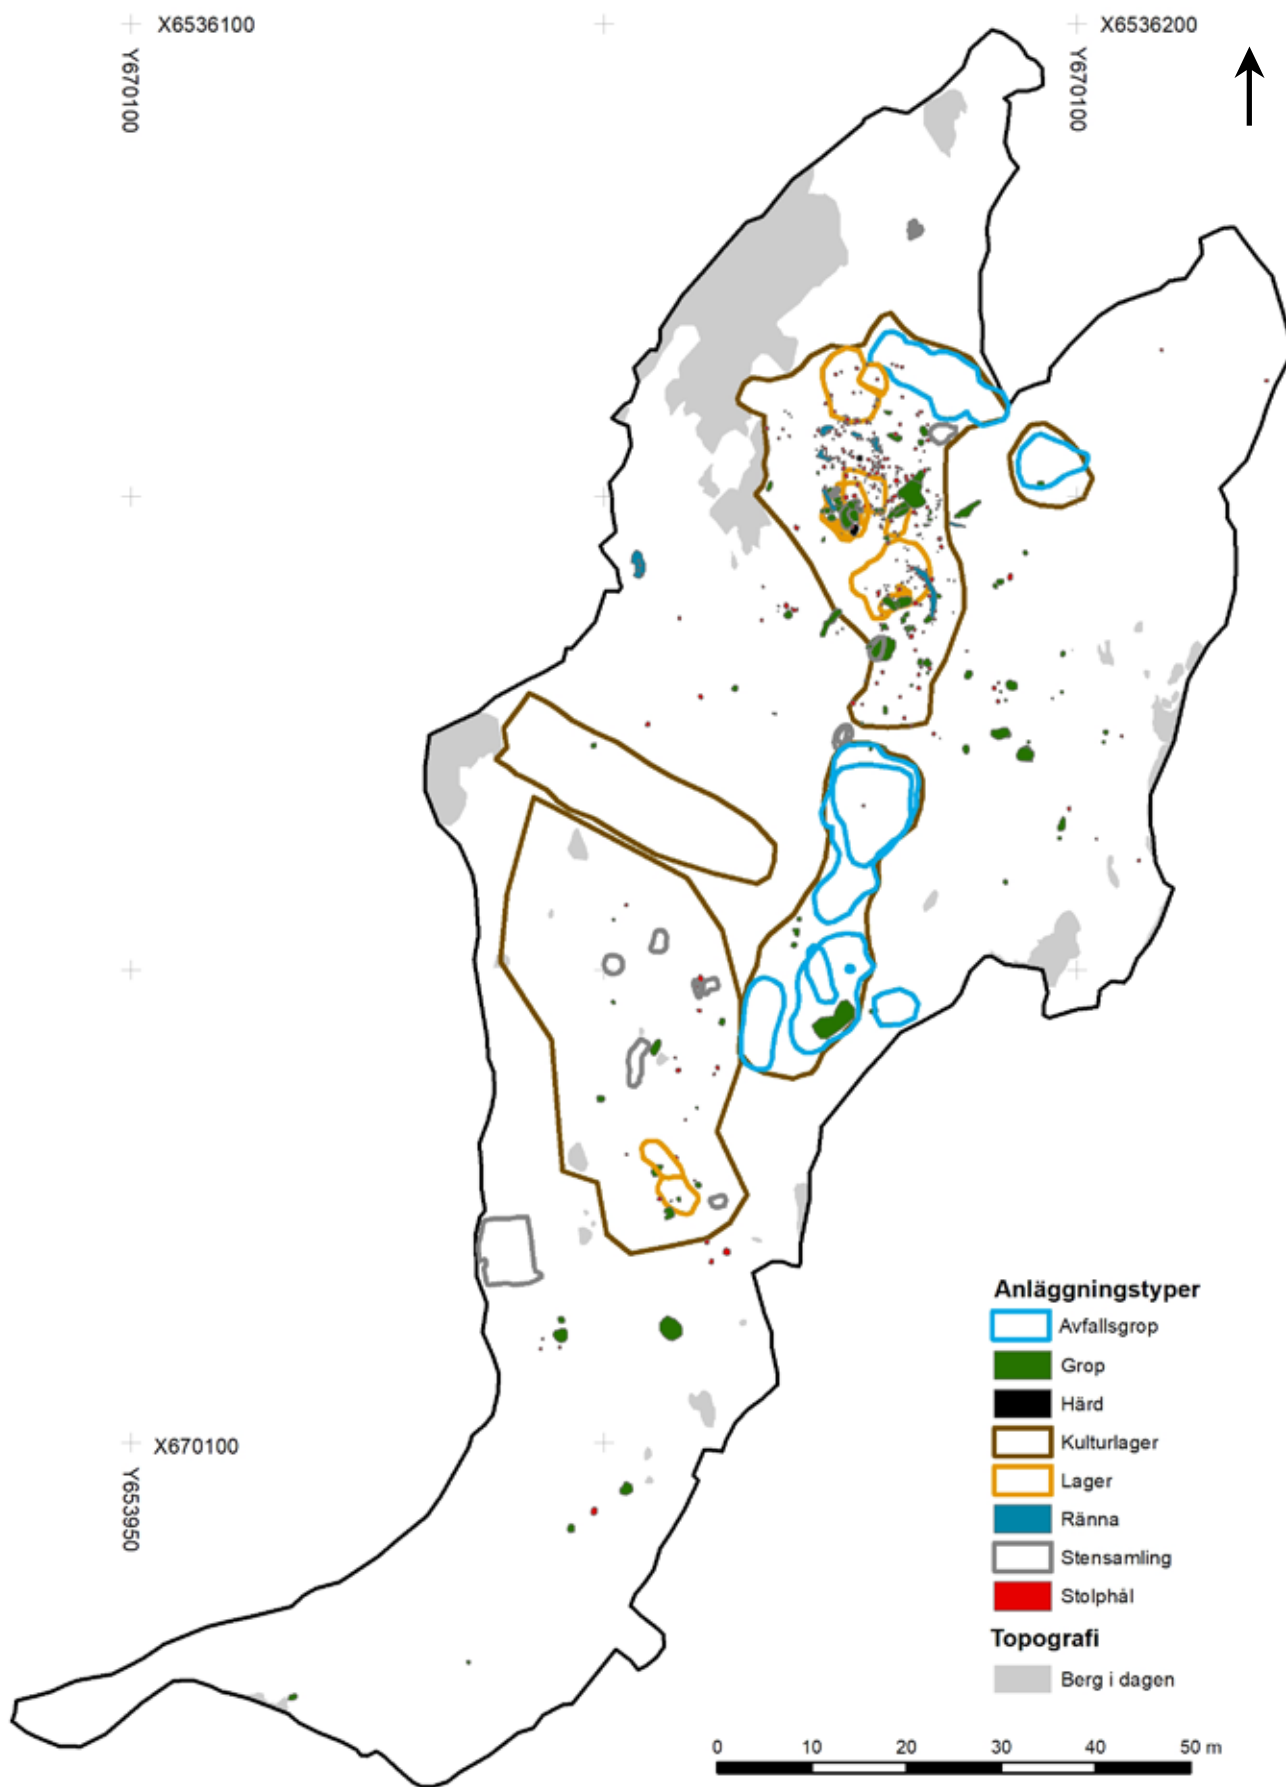 X6536100
X6536200
Y670100
Y670100
X670100
Y653950
Anläggningstyper
Avfallsgrop
Grop
Härd
Kulturlager
Lager
Ränna
Stensamling
Stolphål
Topografi
Berg i dagen
0 10 20 30 40 50 m